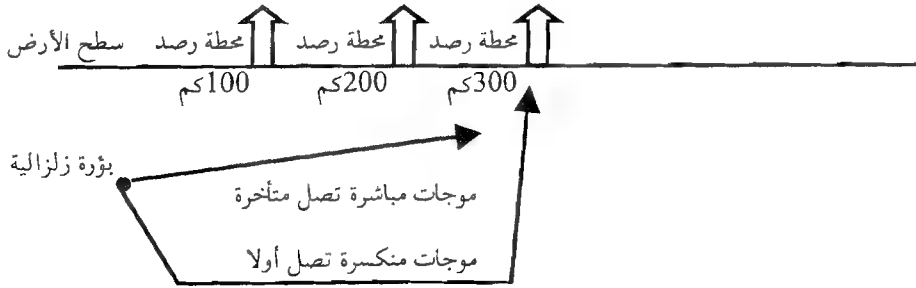 سطح الأرض محطة رصد محطة رصد محطة رصد
100كم 200كم 300كم
بؤرة زلزالية
موجات مباشرة تصل متأخرة
موجات منكسرة تصل أولا